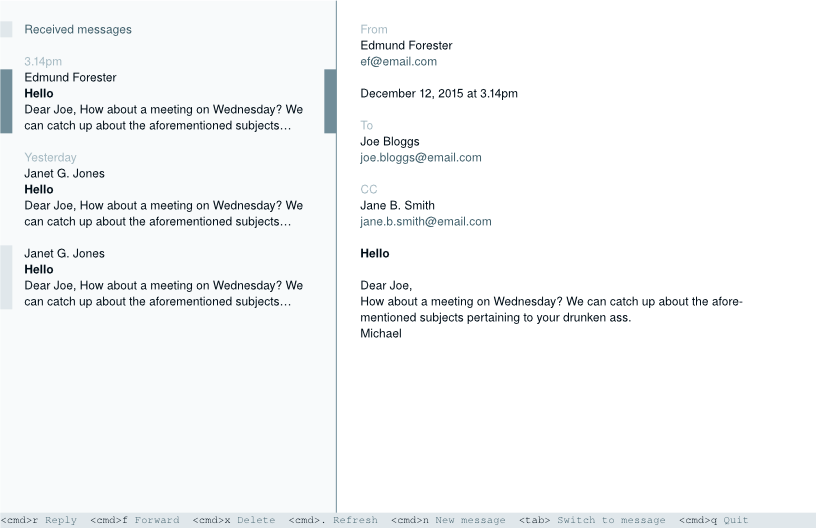 Received messages
3.14pm
Edmund Forester
Hello
Dear Joe, How about a meeting on Wednesday? We
can catch up about the aforementioned subjects…
Yesterday
Janet G. Jones
Hello
Dear Joe, How about a meeting on Wednesday? We
can catch up about the aforementioned subjects…
Janet G. Jones
Hello
Dear Joe, How about a meeting on Wednesday? We
can catch up about the aforementioned subjects…
From
Edmund Forester
ef@email.com
December 12, 2015 at 3.14pm
To
Joe Bloggs
joe.bloggs@email.com
CC
Jane B. Smith
jane.b.smith@email.com
Hello
Dear Joe,
How about a meeting on Wednesday? We can catch up about the afore-
mentioned subjects pertaining to your drunken ass.
Michael
<cmd>r Reply <cmd>f Forward <cmd>x Delete <cmd>. Refresh <cmd>n New message <tab> Switch to message <cmd>q Quit